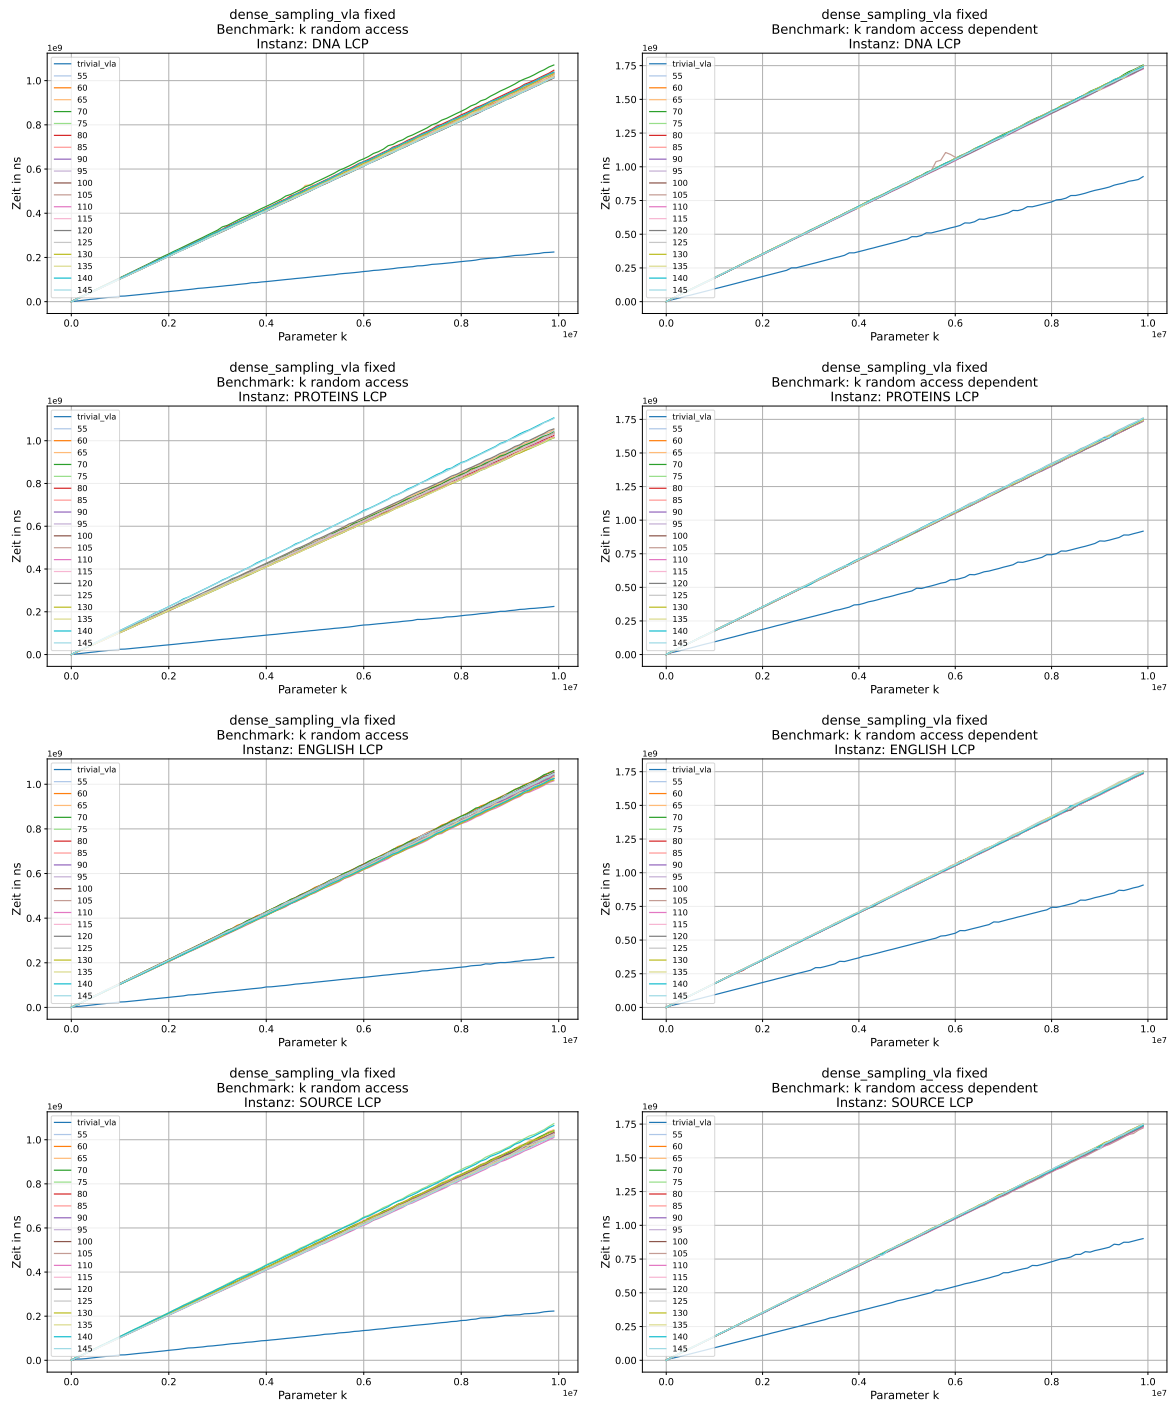 dense_sampling_vla fixed
Benchmark: k random access
Instanz: DNA LCP
1e9
1.0
0.8
0.6
0.4
0.2
0.0
Zeit in ns
trivial_vla
55
60
65
70
75
80
85
90
95
100
105
110
115
120
125
130
135
140
145
0.0 0.2 0.4 0.6 0.8 1.0
1e7
Parameter k
dense_sampling_vla fixed
Benchmark: k random access dependent
Instanz: DNA LCP
1e9
1.75
1.50
1.25
1.00
0.75
0.50
0.25
0.00
Zeit in ns
trivial_vla
55
60
65
70
75
80
85
90
95
100
105
110
115
120
125
130
135
140
145
0.0 0.2 0.4 0.6 0.8 1.0
1e7
Parameter k
dense_sampling_vla fixed
Benchmark: k random access
Instanz: PROTEINS LCP
1e9
1.0
0.8
0.6
0.4
0.2
0.0
Zeit in ns
trivial_vla
55
60
65
70
75
80
85
90
95
100
105
110
115
120
125
130
135
140
145
0.0 0.2 0.4 0.6 0.8 1.0
1e7
Parameter k
dense_sampling_vla fixed
Benchmark: k random access dependent
Instanz: PROTEINS LCP
1e9
1.75
1.50
1.25
1.00
0.75
0.50
0.25
0.00
Zeit in ns
trivial_vla
55
60
65
70
75
80
85
90
95
100
105
110
115
120
125
130
135
140
145
0.0 0.2 0.4 0.6 0.8 1.0
1e7
Parameter k
dense_sampling_vla fixed
Benchmark: k random access
Instanz: ENGLISH LCP
1e9
1.0
0.8
0.6
0.4
0.2
0.0
Zeit in ns
trivial_vla
55
60
65
70
75
80
85
90
95
100
105
110
115
120
125
130
135
140
145
0.0 0.2 0.4 0.6 0.8 1.0
1e7
Parameter k
dense_sampling_vla fixed
Benchmark: k random access dependent
Instanz: ENGLISH LCP
1e9
1.75
1.50
1.25
1.00
0.75
0.50
0.25
0.00
Zeit in ns
trivial_vla
55
60
65
70
75
80
85
90
95
100
105
110
115
120
125
130
135
140
145
0.0 0.2 0.4 0.6 0.8 1.0
1e7
Parameter k
dense_sampling_vla fixed
Benchmark: k random access
Instanz: SOURCE LCP
1e9
1.0
0.8
0.6
0.4
0.2
0.0
Zeit in ns
trivial_vla
55
60
65
70
75
80
85
90
95
100
105
110
115
120
125
130
135
140
145
0.0 0.2 0.4 0.6 0.8 1.0
1e7
Parameter k
dense_sampling_vla fixed
Benchmark: k random access dependent
Instanz: SOURCE LCP
1e9
1.75
1.50
1.25
1.00
0.75
0.50
0.25
0.00
Zeit in ns
trivial_vla
55
60
65
70
75
80
85
90
95
100
105
110
115
120
125
130
135
140
145
0.0 0.2 0.4 0.6 0.8 1.0
1e7
Parameter k